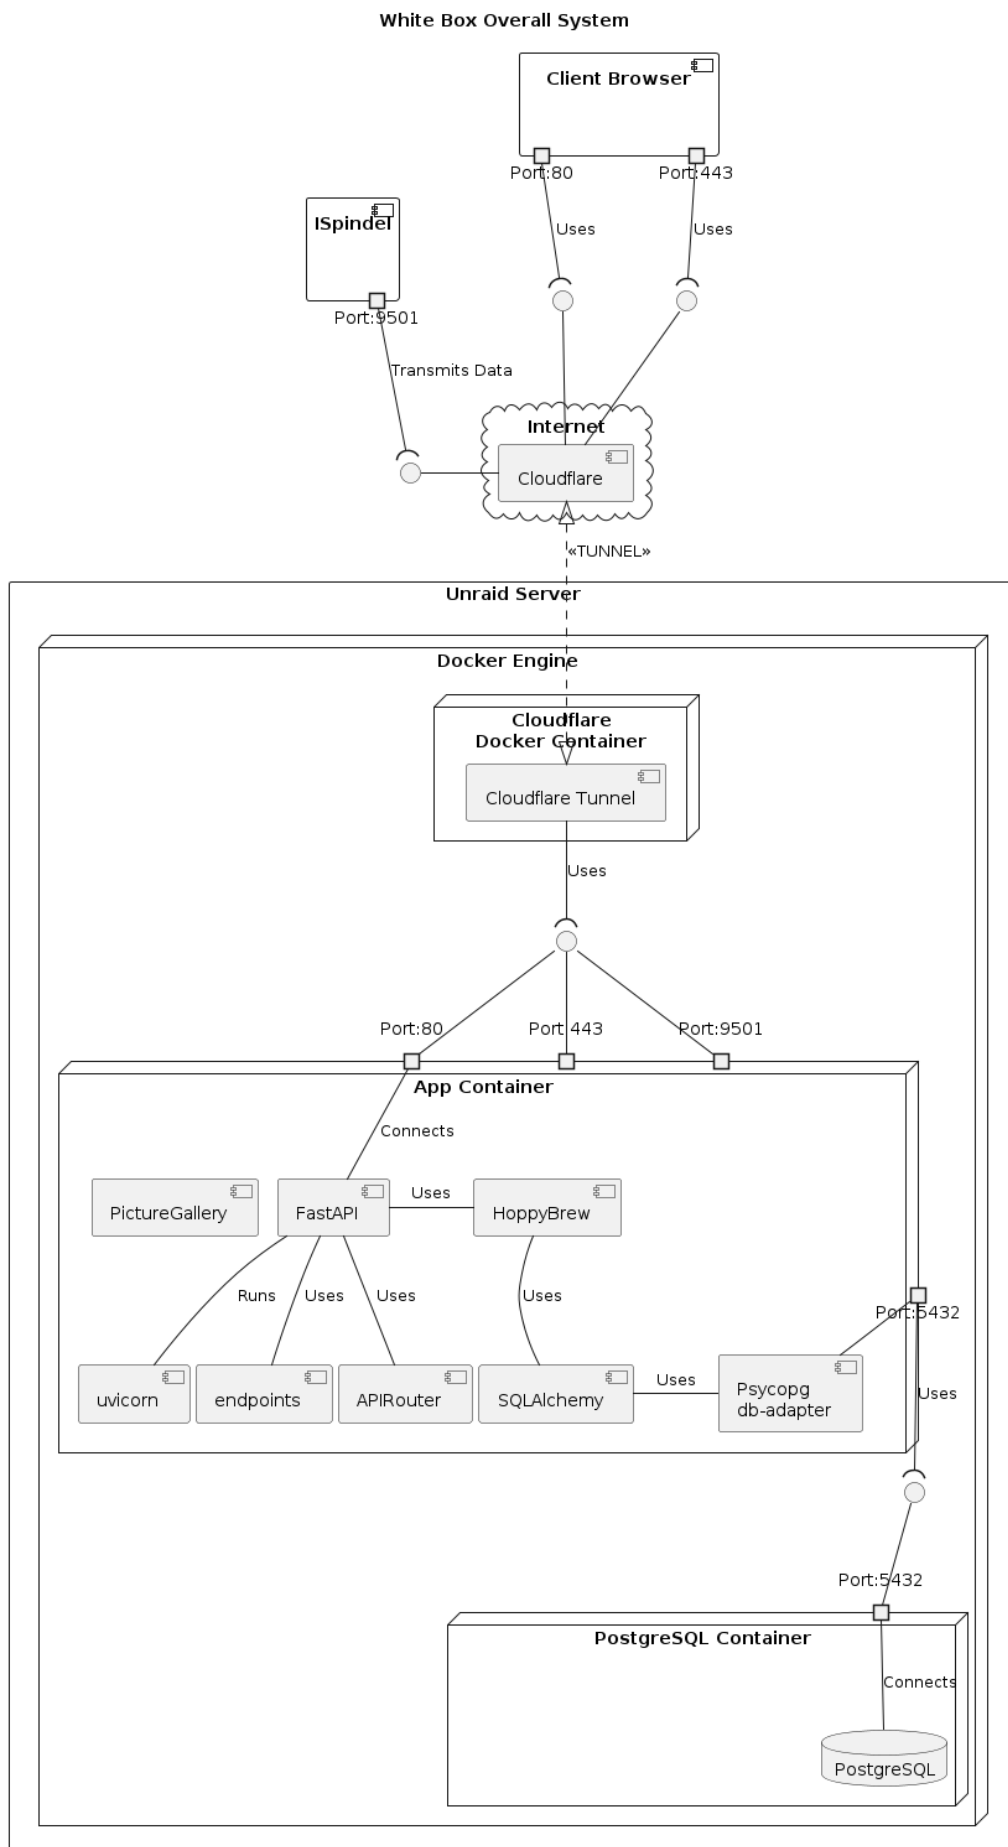 White Box Overall System
Client Browser
Port:80
Port:443
ISpindel
Uses
Uses
Port:9501
Transmits Data
Internet
Cloudflare
«TUNNEL»
Unraid Server
Docker Engine
Cloudflare
Docker Container
Cloudflare Tunnel
Uses
Port:80
Port:443
Port:9501
App Container
Connects
PictureGallery
FastAPI
Uses
HoppyBrew
Runs
Uses
Uses
Uses
Port:5432
uvicorn
endpoints
APIRouter
SQLAlchemy
Uses
Psycopg
db-adapter
Uses
Port:5432
PostgreSQL Container
Connects
PostgreSQL